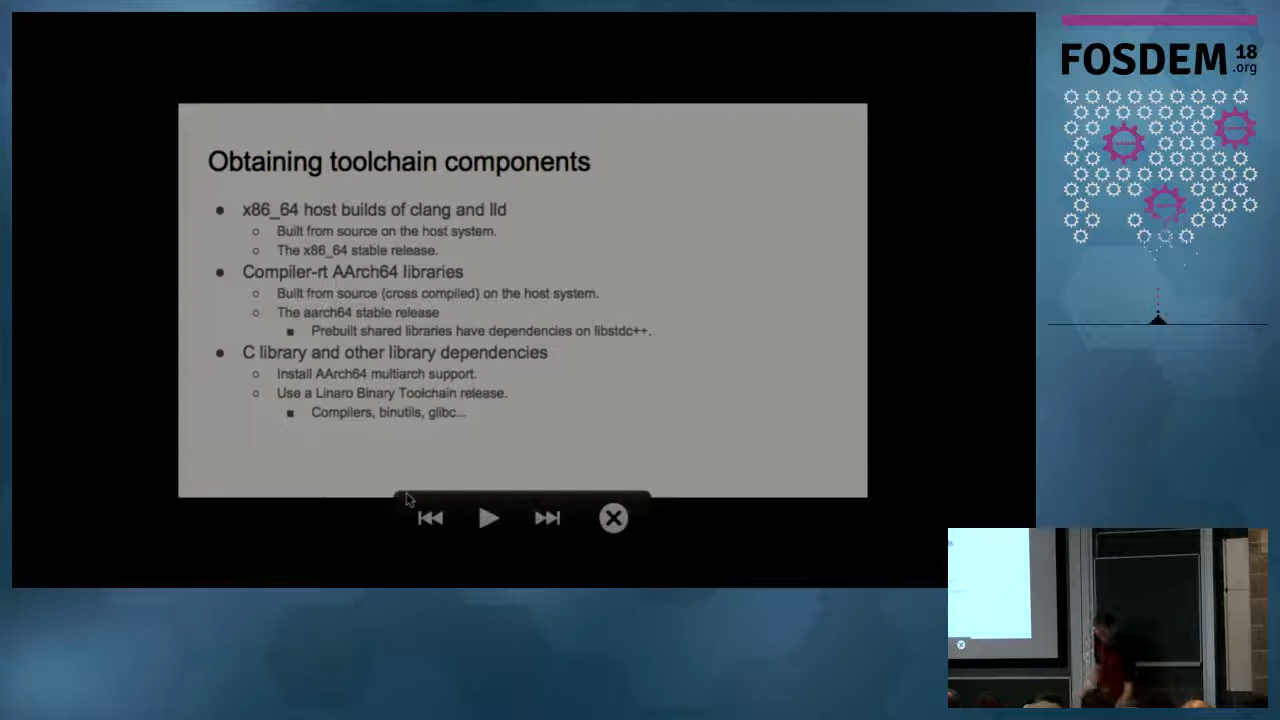 Obtaining toolchain components
● x86_64 host builds of clang and lld
○ Built from source on the host system.
○ The x86_64 stable release.
● Compiler-rt AArch64 libraries
○ Built from source (cross compiled) on the host system.
○ The aarch64 stable release
■ Prebuilt shared libraries have dependencies on libstdc++.
● C library and other library dependencies
○ Install AArch64 multiarch support.
○ Use a Linaro Binary Toolchain release.
■ Compilers, binutils, glibc...
FOSDEM 18
.org